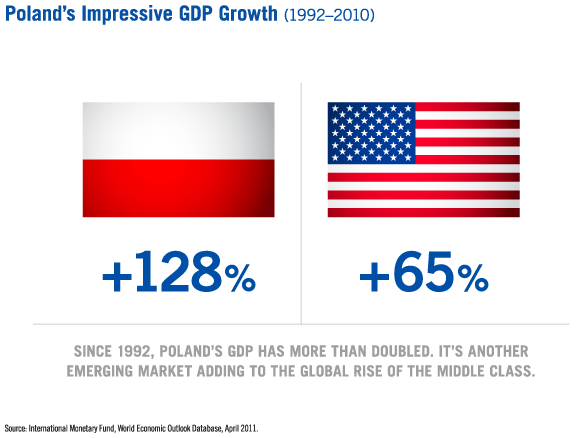 Poland's Impressive GDP Growth (1992–2010)
+128% +65%
SINCE 1992, POLAND'S GDP HAS MORE THAN DOUBLED. IT'S ANOTHER
EMERGING MARKET ADDING TO THE GLOBAL RISE OF THE MIDDLE CLASS.
Source: International Monetary Fund, World Economic Outlook Database, April 2011.